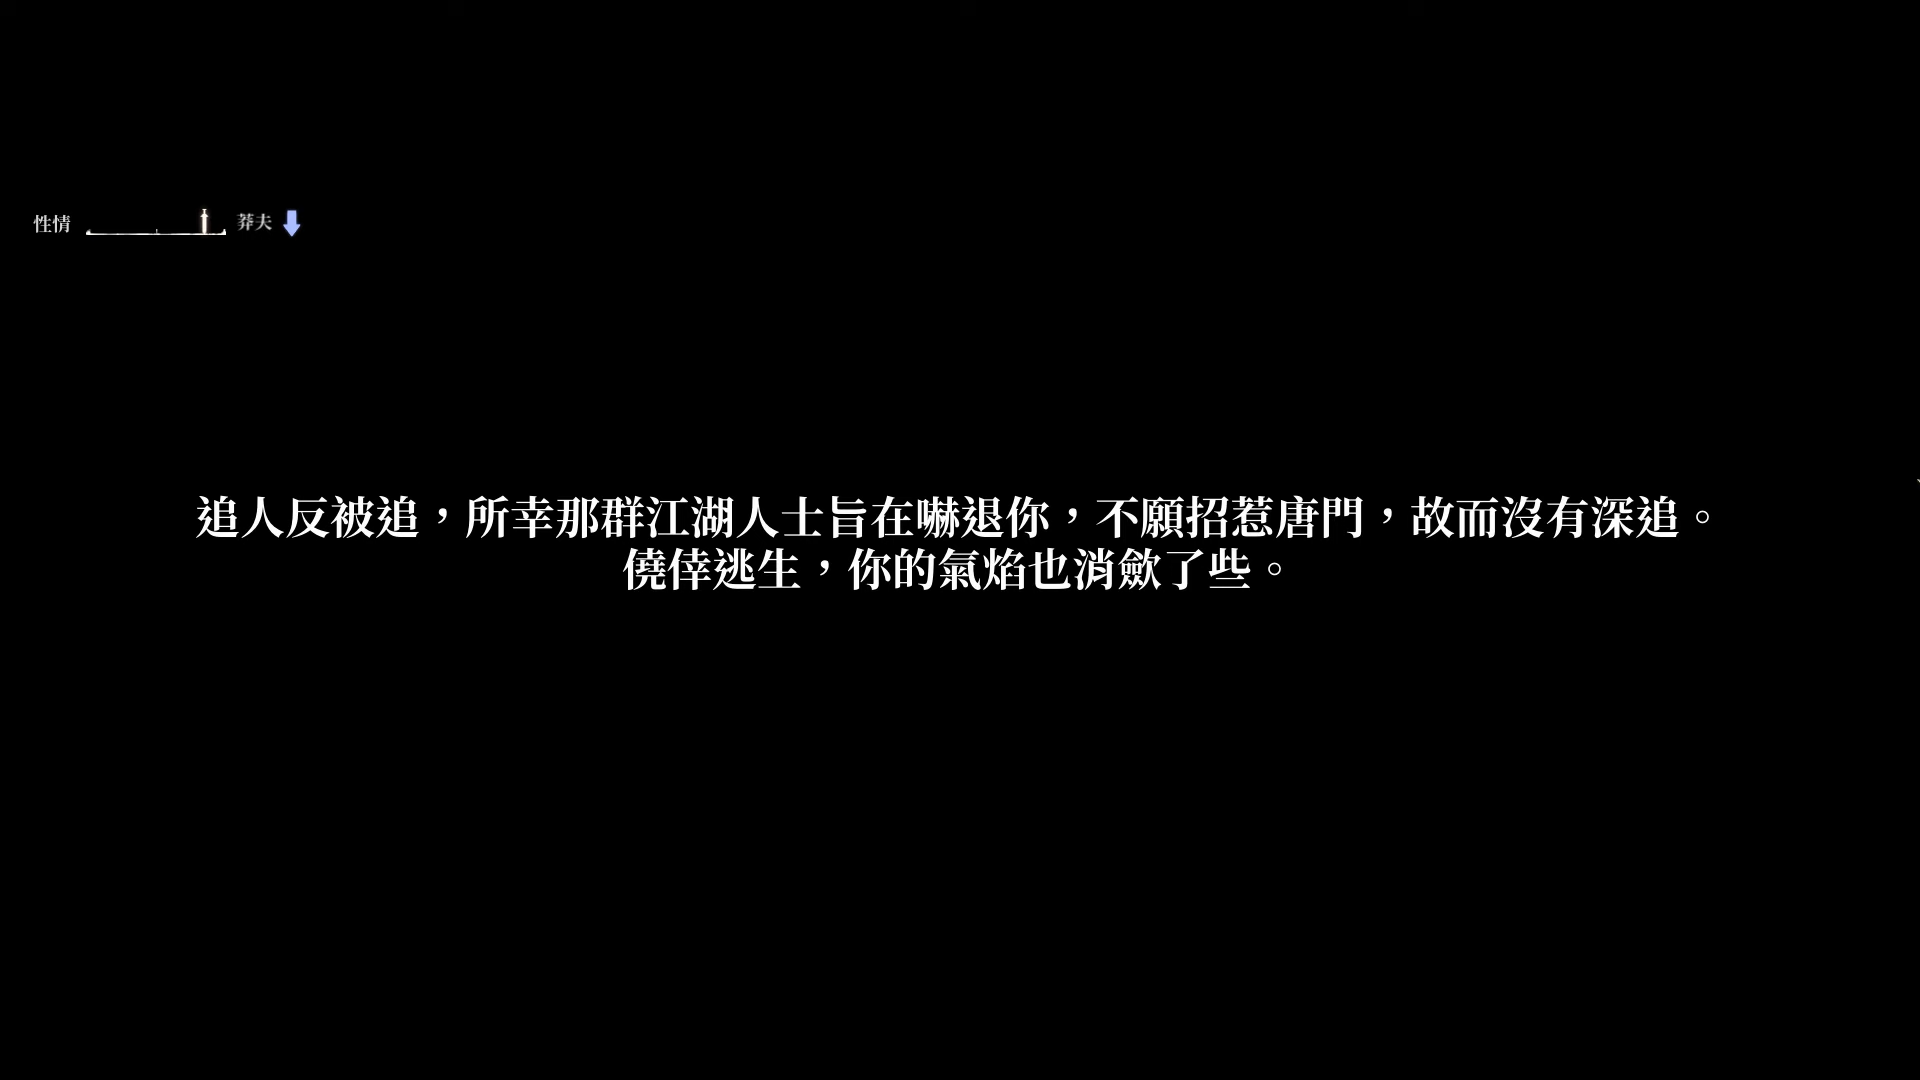 性情 莽夫
追人反被追，所幸那群江湖人士旨在嚇退你，不願招惹唐門，故而沒有深追。
僥倖逃生，你的氣焰也消斂了些。